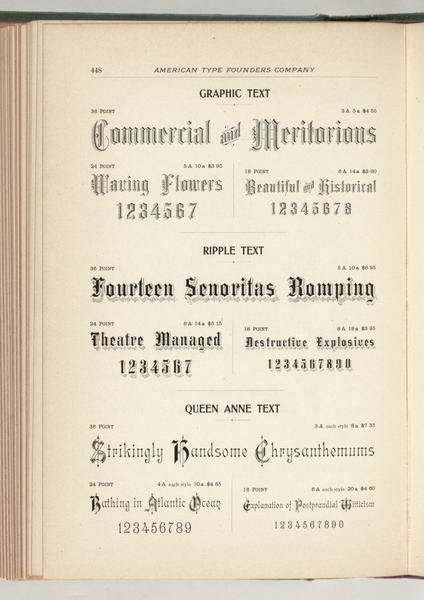 448 AMERICAN TYPE FOUNDERS COMPANY
GRAPHIC TEXT
36 POINT 3 A 5 a $4 55
Commercial and Meritorious
24 POINT 5 A 10 a $3 95
Waving Flowers
1234567
18 POINT 6 A 14 a $3 60
Beautiful and Historical
12345678
RIPPLE TEXT
36 POINT 5 A 10 a $6 95
Fourteen Senoritas Romping
24 POINT 8 A 14 a $5 15
Theatre Managed
1234567
18 POINT 8 A 18 a $3 95
Destructive Explosives
1234567890
QUEEN ANNE TEXT
36 POINT 3 A each style 6 a $7 35
Strikingly Handsome Chrysanthemums
24 POINT 4 A each style 10 a $4 65
Bathing in Atlantic Ocean
123456789
18 POINT 6 A each style 20 a $4 60
Explanation of Postprandial Witticism
1234567890